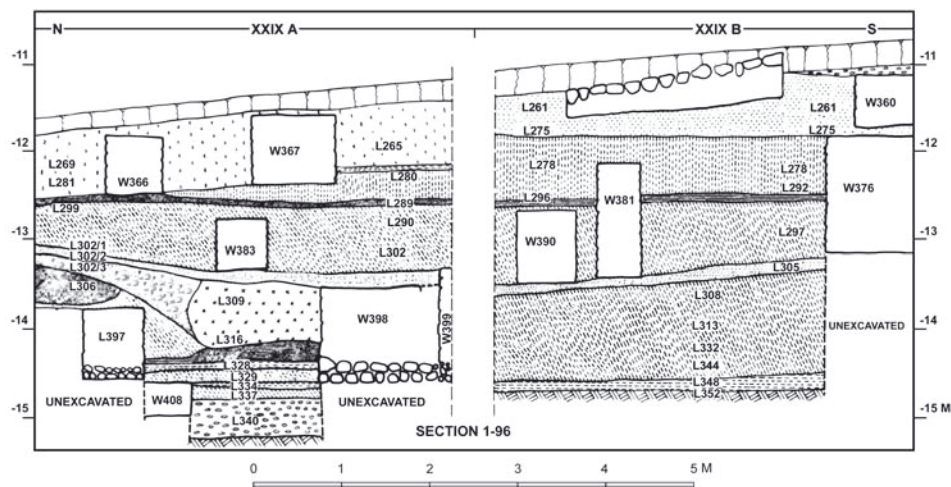 N XXIX A XXIX B S
-11 -11
-12 -12
-13 -13
-14 -14
-15 -15 M
L269
L281
L299
W366
W367
L265
L280
L289
L290
L302
W383
L302/1
L302/2
L302/3
L306
L309
L397
L316
W398
W399
L328
L329
L334
L337
L340
W408
UNEXCAVATED
UNEXCAVATED
L261
L275
L278
L296
W390
W381
L261
L275
L278
L292
L297
L305
L308
L313
L332
L344
L348
L352
W360
W376
UNEXCAVATED
SECTION 1-96
0 1 2 3 4 5 M